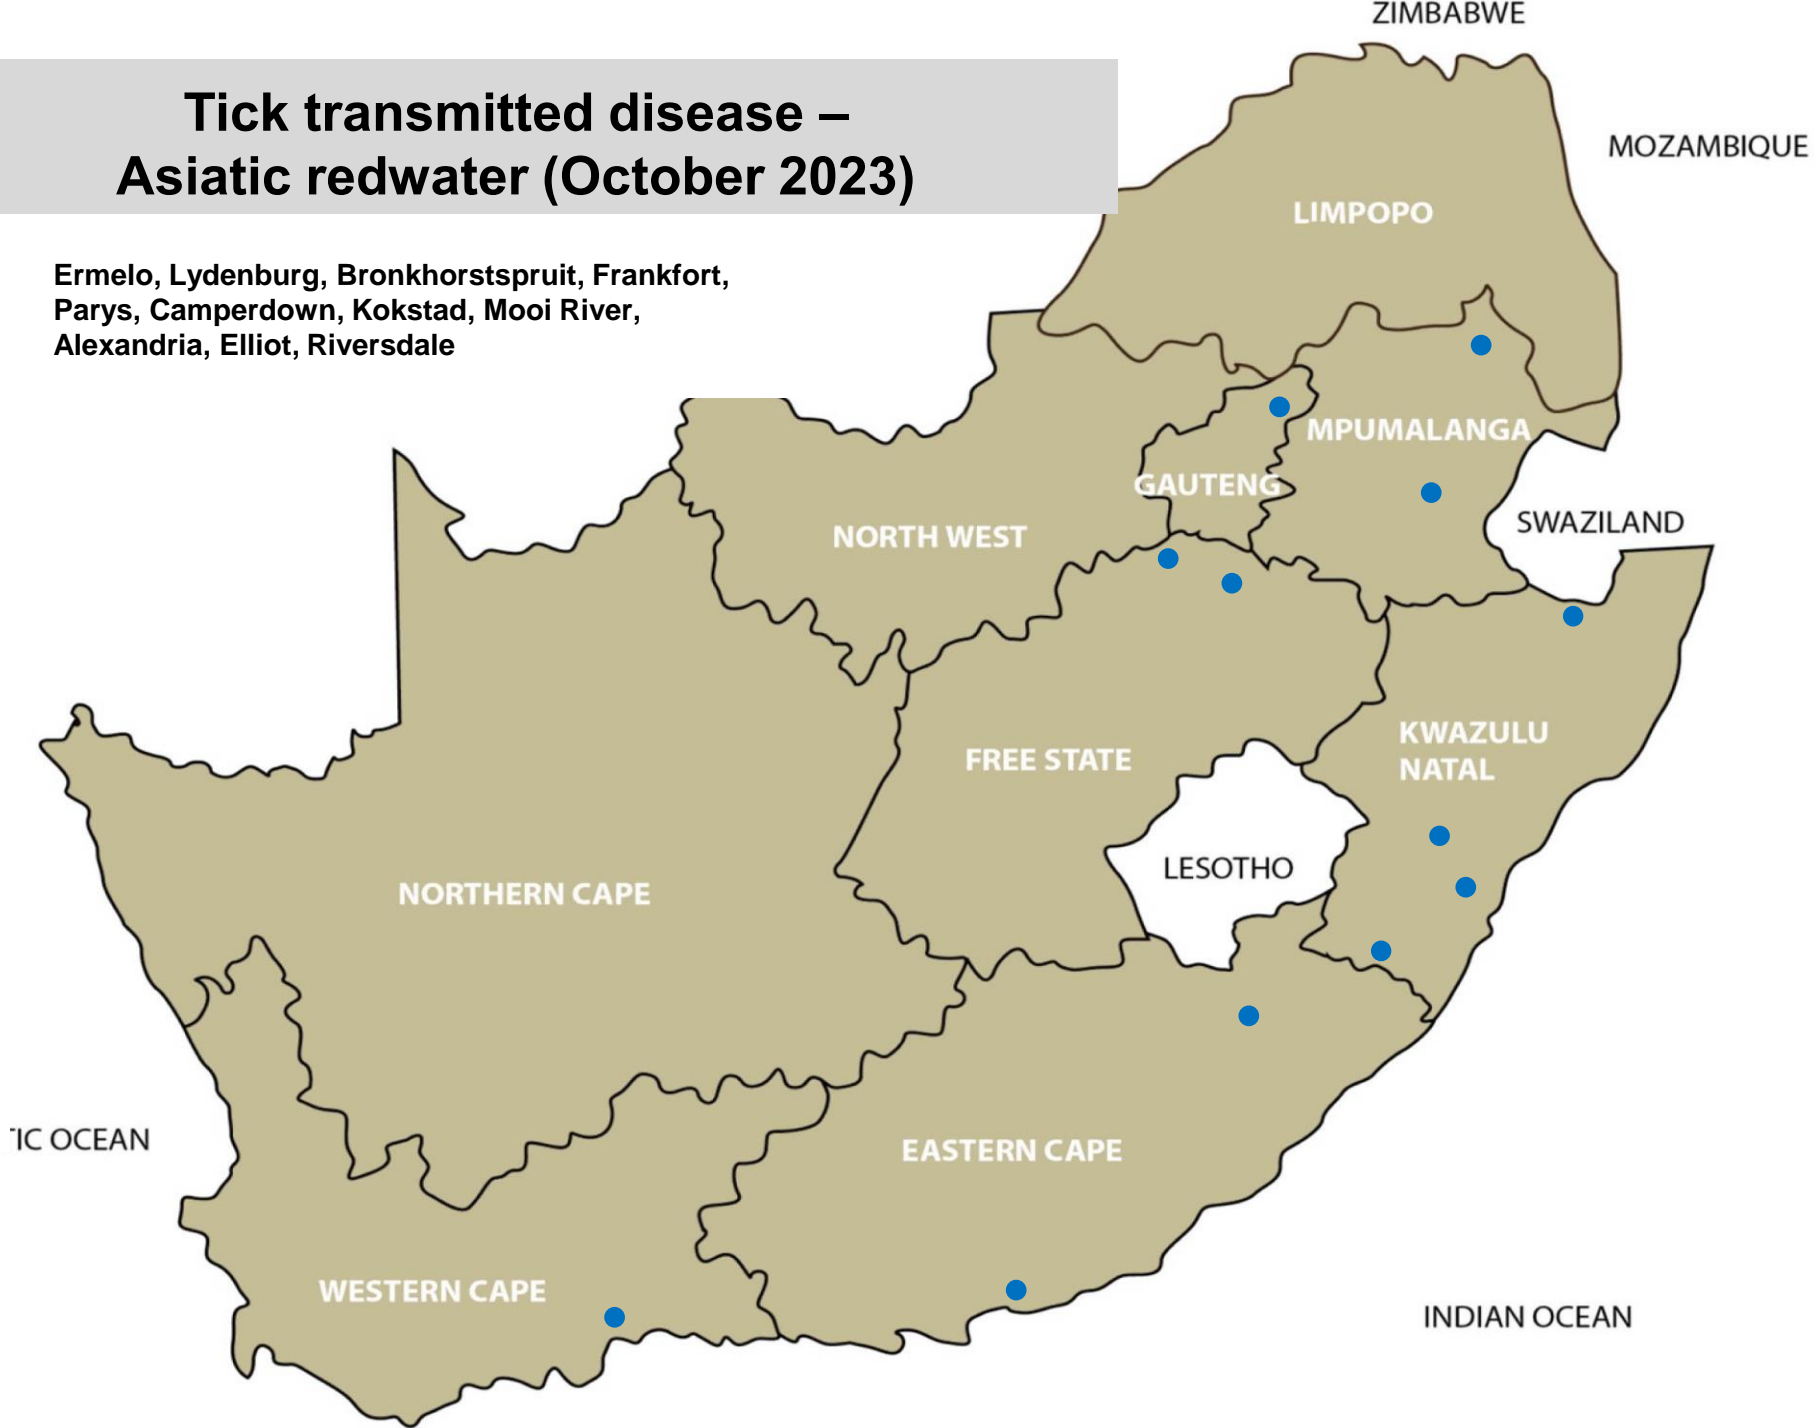 ZIMBABWE
Tick transmitted disease –
Asiatic redwater (October 2023)
MOZAMBIQUE
LIMPOPO
Ermelo, Lydenburg, Bronkhorstspruit, Frankfort,
Parys, Camperdown, Kokstad, Mooi River,
Alexandria, Elliot, Riversdale
MPUMALANGA
GAUTENG
SWAZILAND
NORTH WEST
KWAZULU
NATAL
FREE STATE
LESOTHO
NORTHERN CAPE
TIC OCEAN
EASTERN CAPE
WESTERN CAPE
INDIAN OCEAN